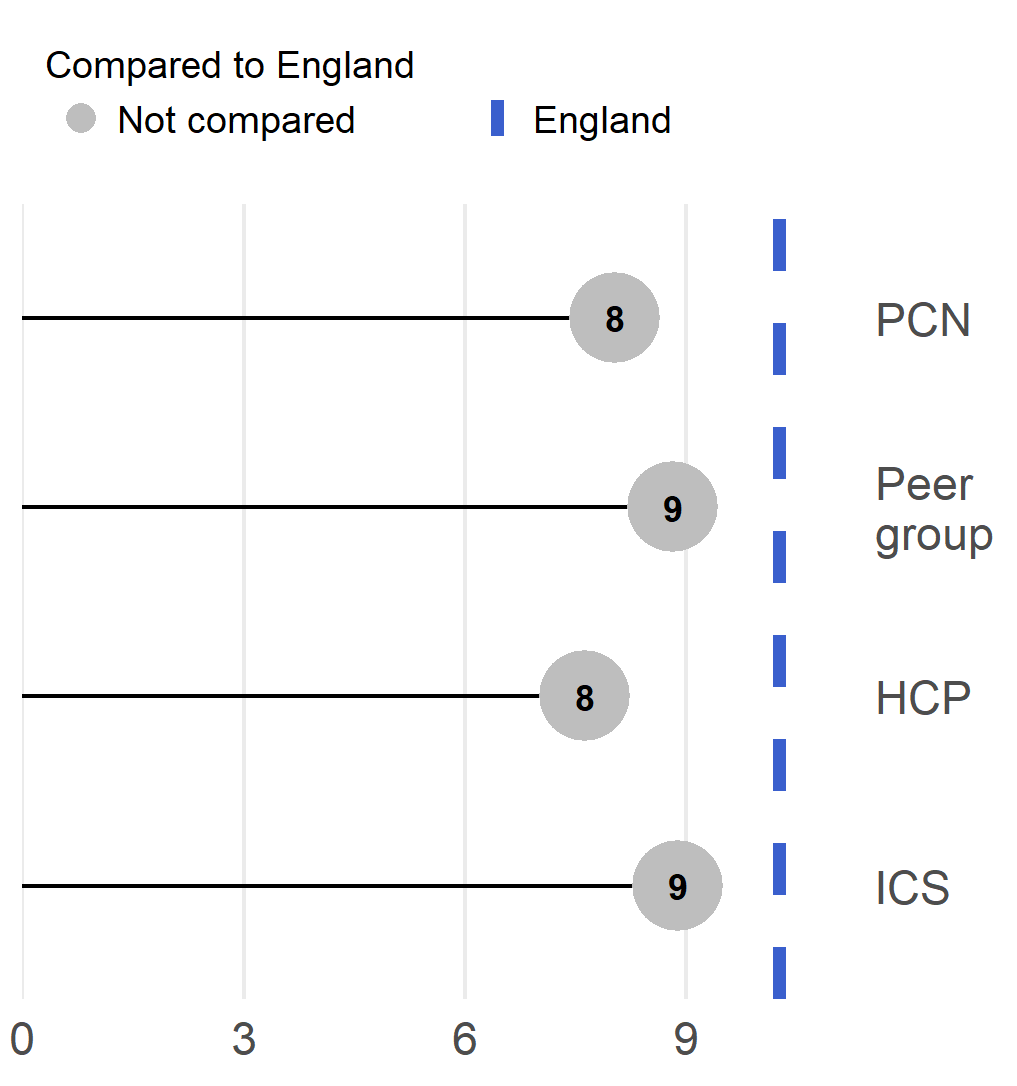 Compared to England
Not compared
England
8
PCN
9
Peer
group
8
HCP
9
ICS
0 3 6 9